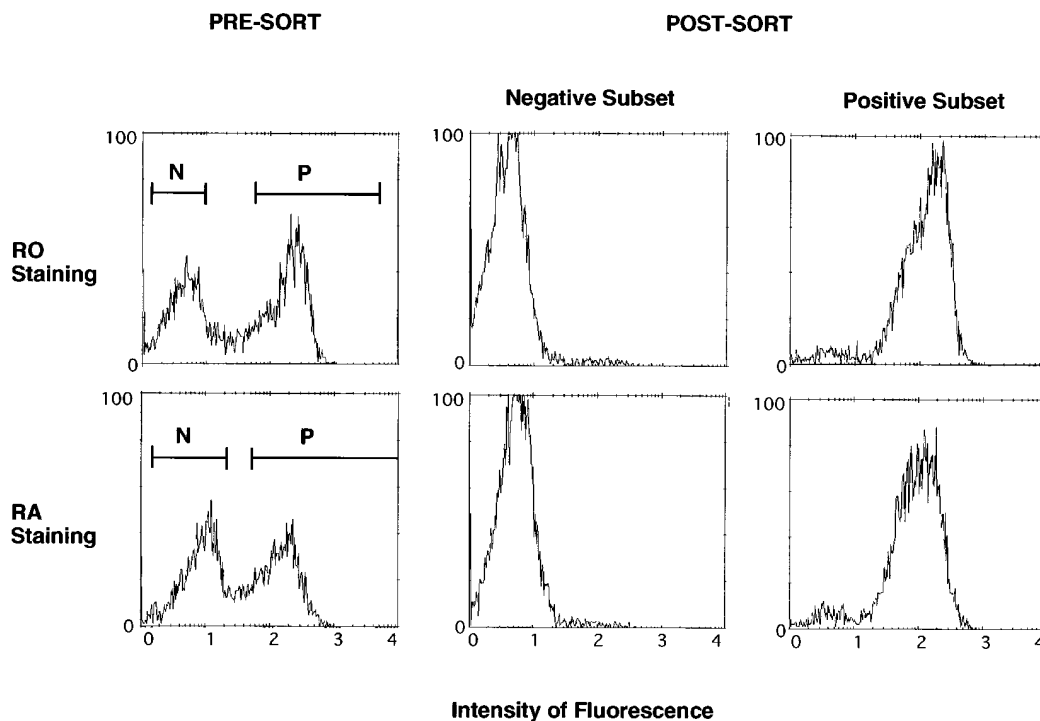 PRE-SORT POST-SORT
Negative Subset Positive Subset
100 100 100
N P
RO
Staining
0 0 0
100 100 100
N P
RA
Staining
0 0 0
0 1 2 3 4 0 1 2 3 4 0 1 2 3 4
Intensity of Fluorescence